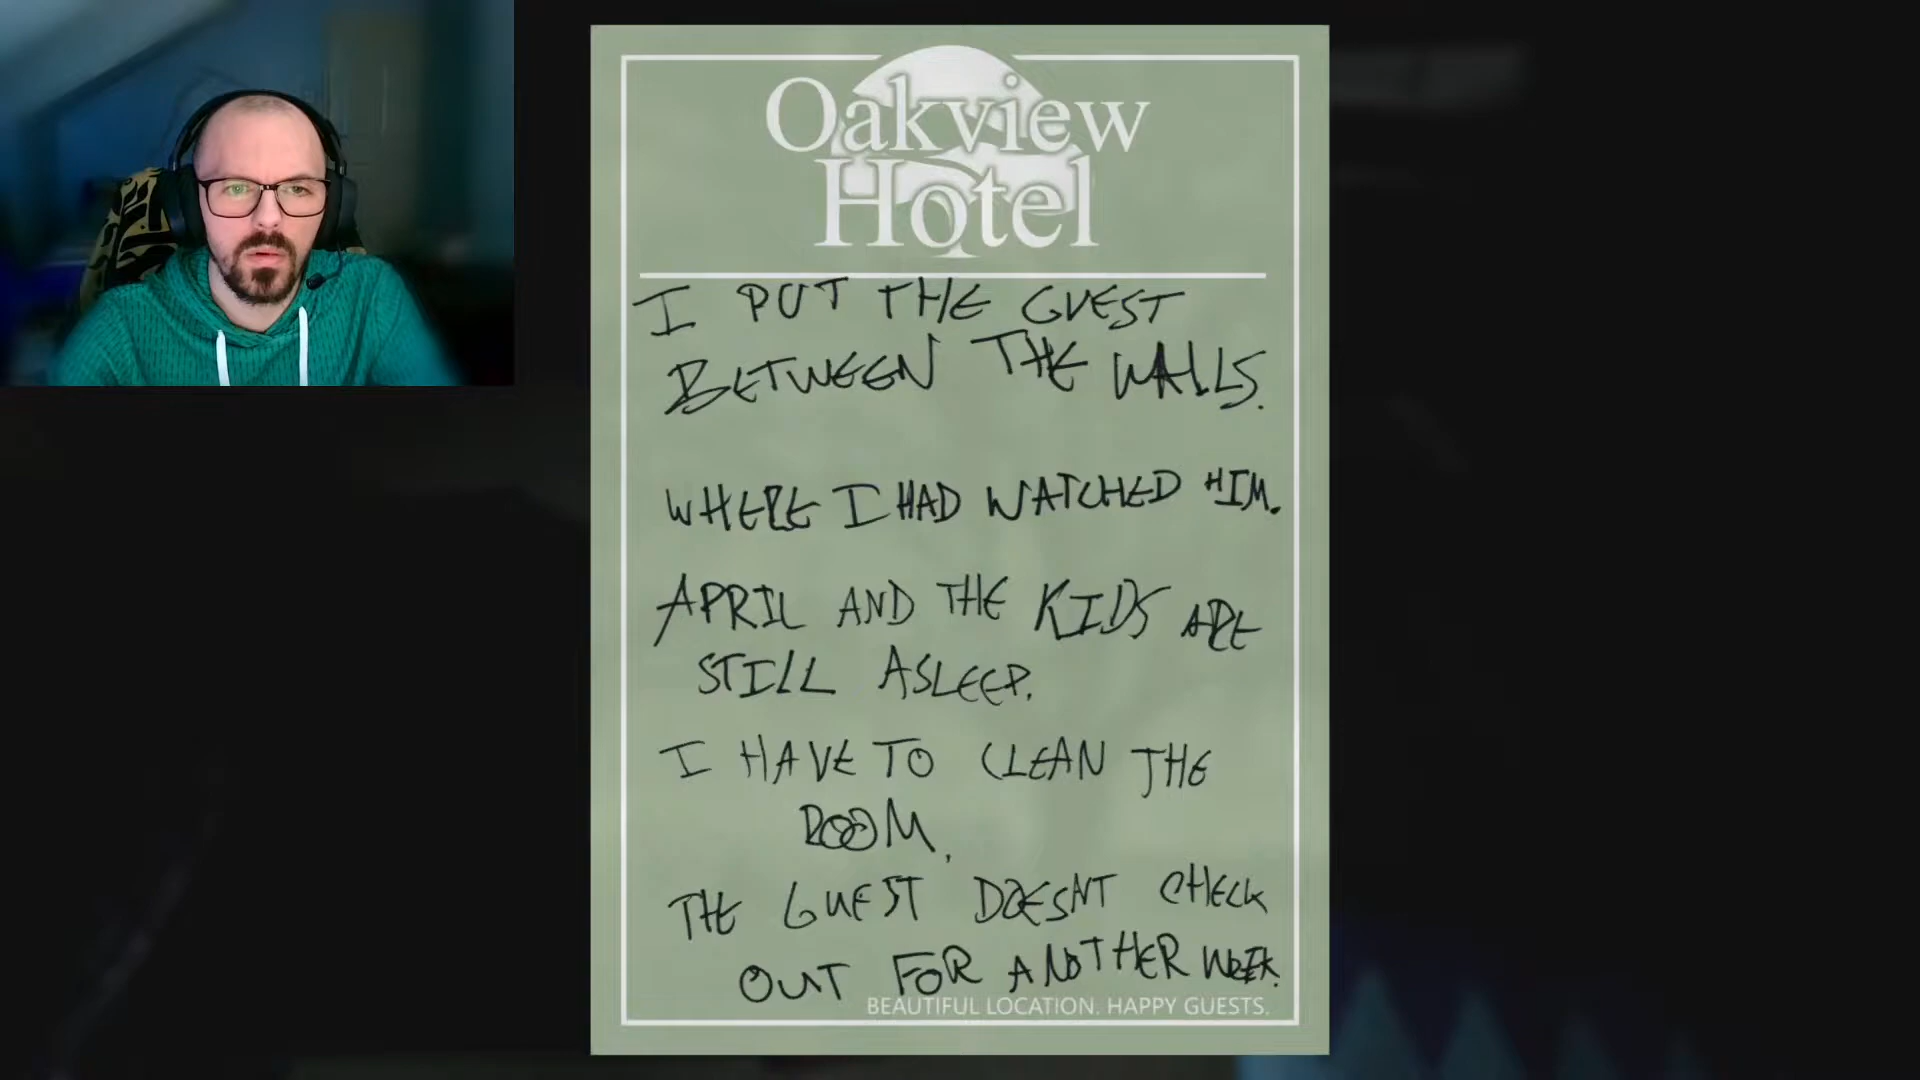 Oakview
Hotel
I PUT THE GUEST
BETWEEN THE WALLS.
WHERE I HAD WATCHED HIM.
APRIL AND THE KIDS ARE
STILL ASLEEP.
I HAVE TO CLEAN THE
ROOM.
THE GUEST DOESNT CHECK
OUT FOR ANOTHER WEEK.
BEAUTIFUL LOCATION. HAPPY GUESTS.